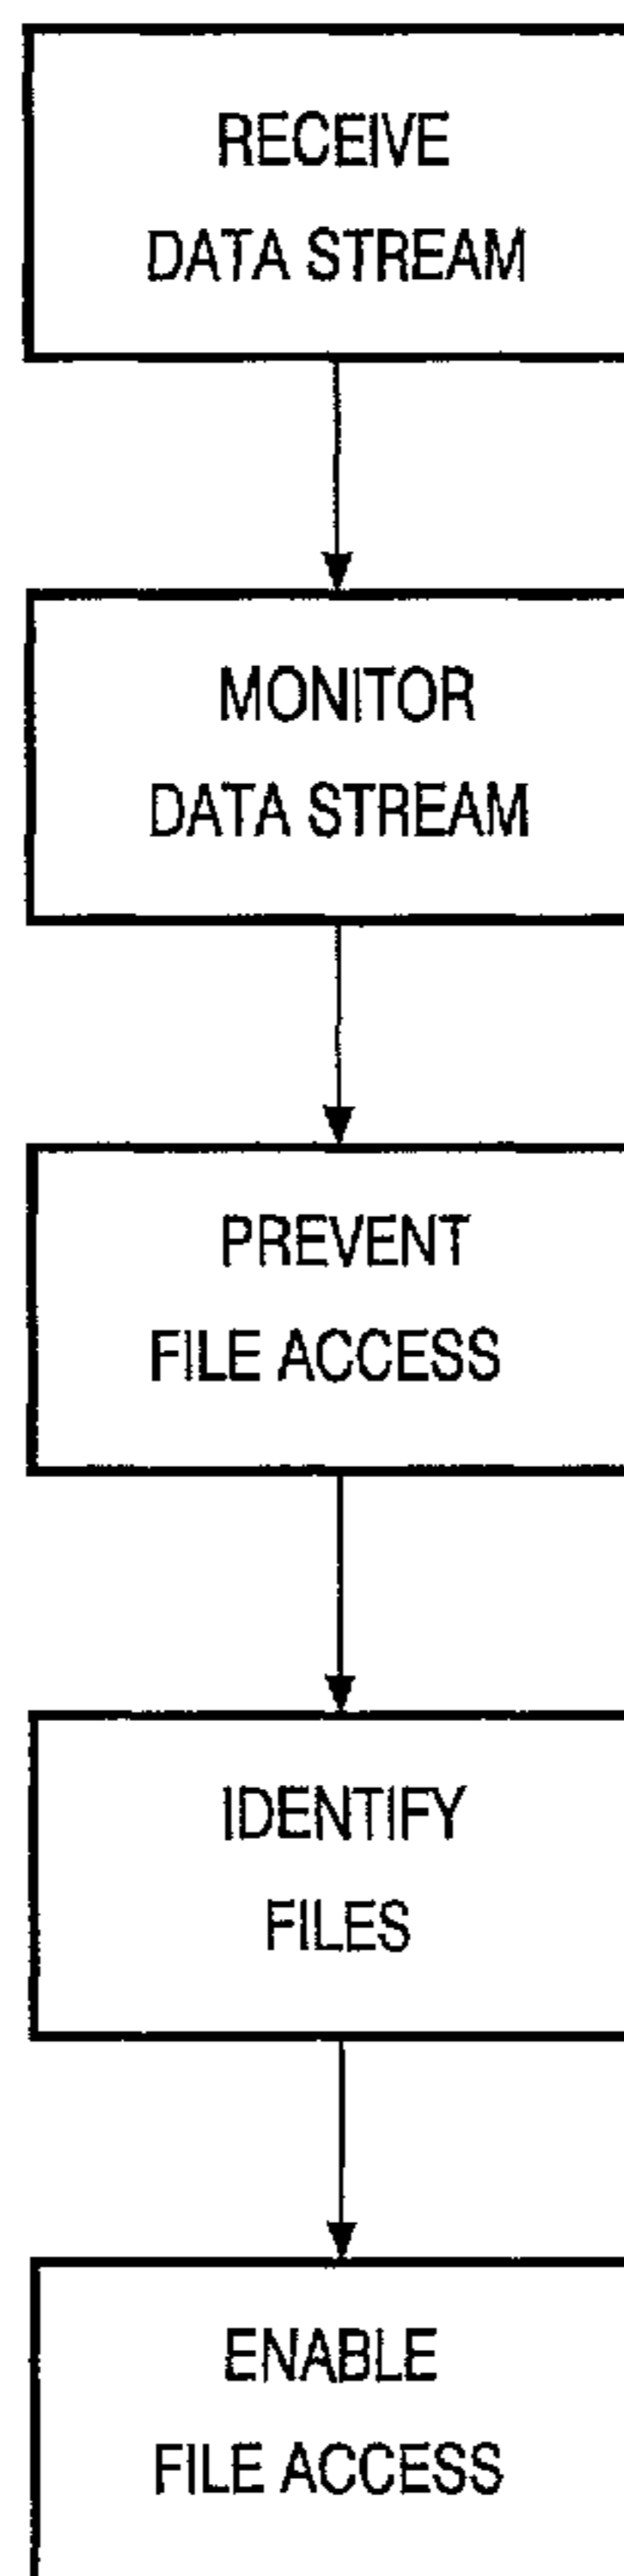 RECEIVE
DATA STREAM
MONITOR
DATA STREAM
PREVENT
FILE ACCESS
IDENTIFY
FILES
ENABLE
FILE ACCESS